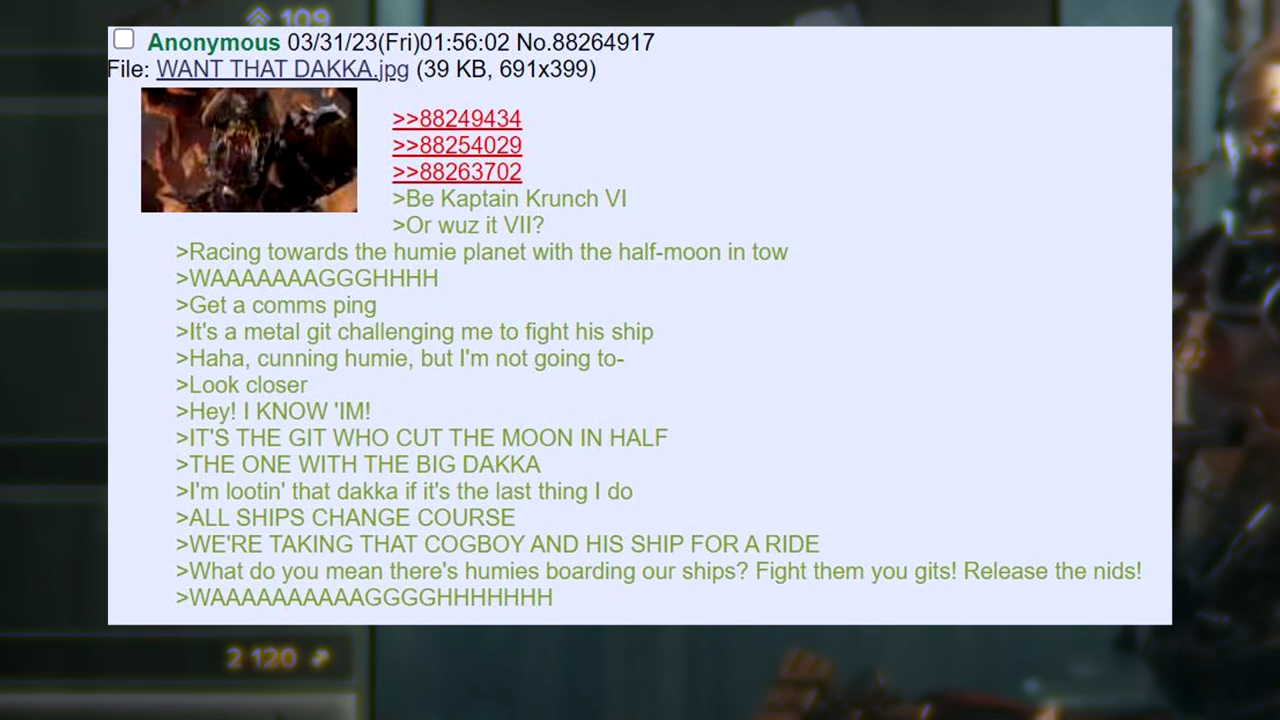 109
Anonymous 03/31/23(Fri)01:56:02 No.88264917
File: WANT THAT DAKKA.jpg (39 KB, 691x399)
>>88249434
>>88254029
>>88263702
>Be Kaptain Krunch VI
>Or wuz it VII?
>Racing towards the humie planet with the half-moon in tow
>WAAAAAAAGGGHHHH
>Get a comms ping
>It's a metal git challenging me to fight his ship
>Haha, cunning humie, but I'm not going to-
>Look closer
>Hey! I KNOW 'IM!
>IT'S THE GIT WHO CUT THE MOON IN HALF
>THE ONE WITH THE BIG DAKKA
>I'm lootin' that dakka if it's the last thing I do
>ALL SHIPS CHANGE COURSE
>WE'RE TAKING THAT COGBOY AND HIS SHIP FOR A RIDE
>What do you mean there's humies boarding our ships? Fight them you gits! Release the nids!
>WAAAAAAAAAAGGGGHHHHHHH
2 120